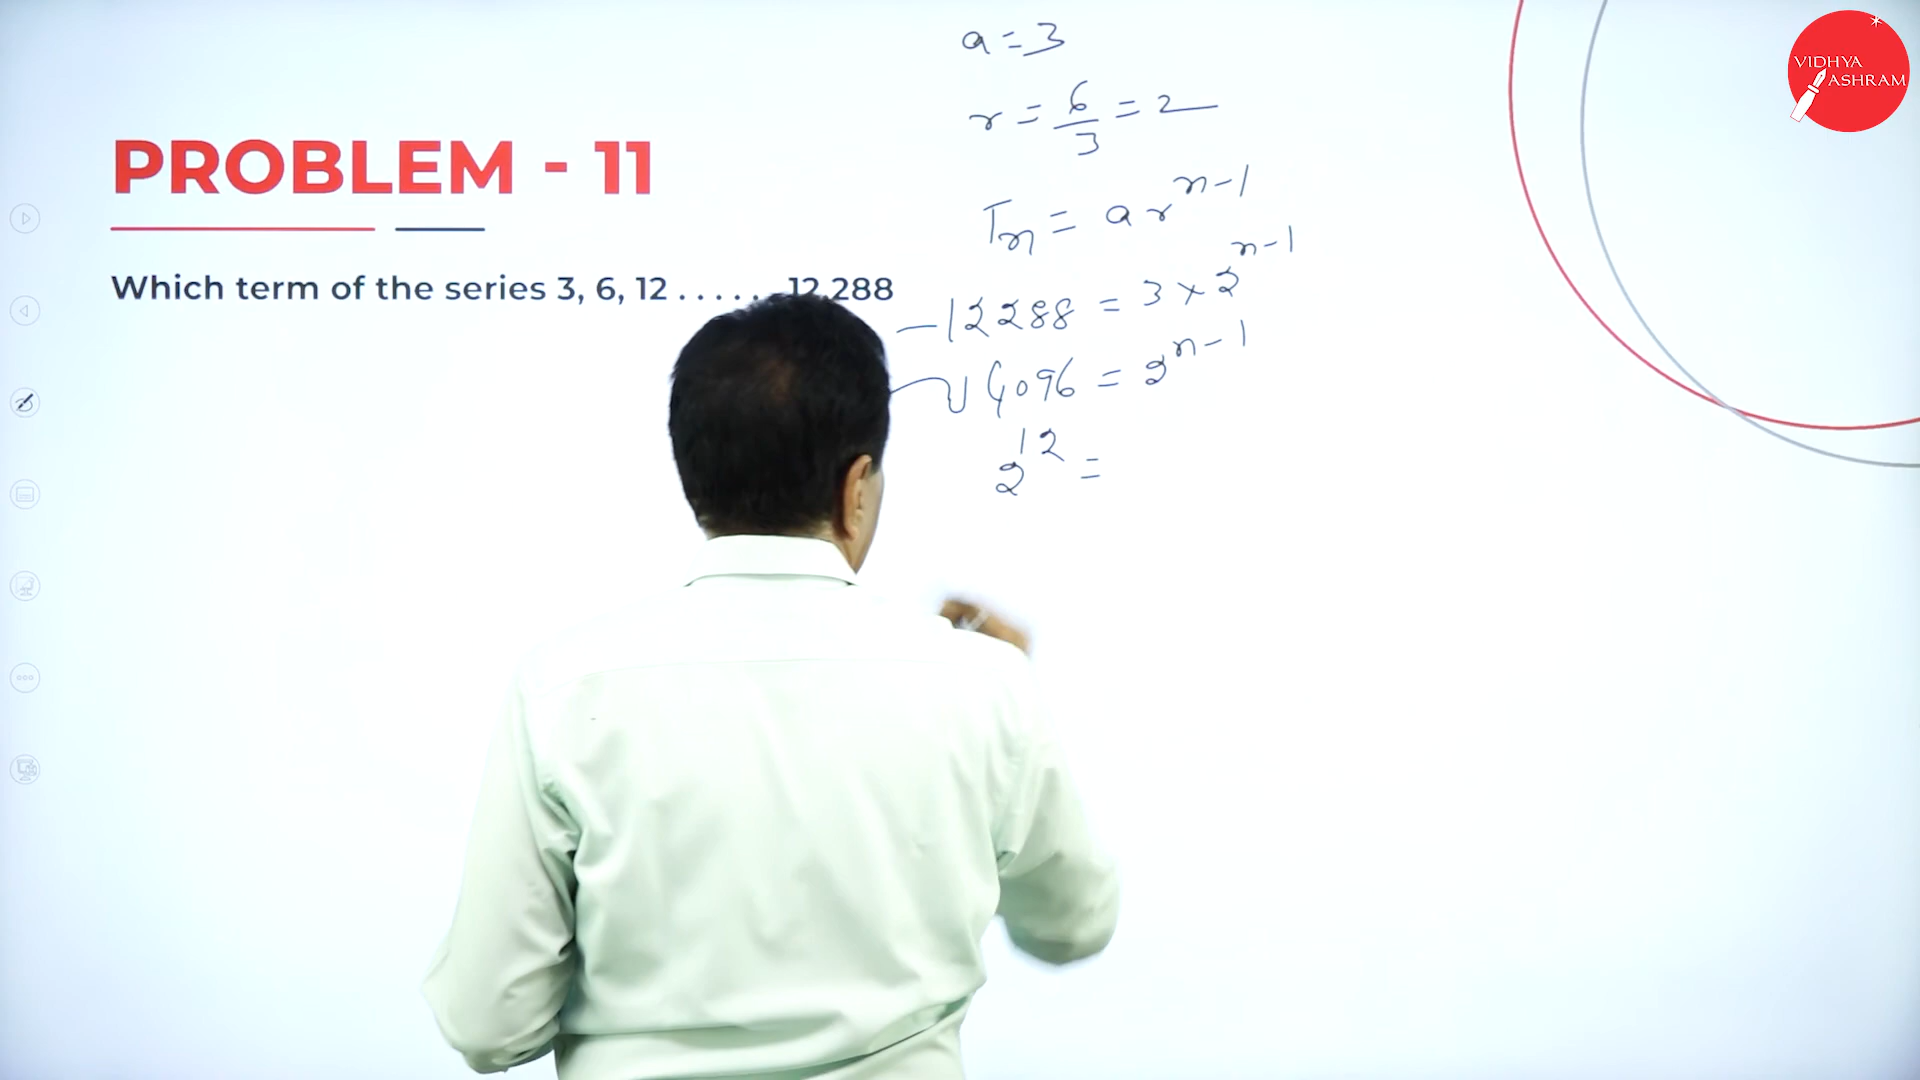 VIDHYA
ASHRAM
PROBLEM - 11
Which term of the series 3, 6, 12 . . . . . . 12,288
a = 3
r = 6/3 = 2
Tn = ar^n-1
12288 = 3 × 2^n-1
4096 = 2^n-1
2^12 =